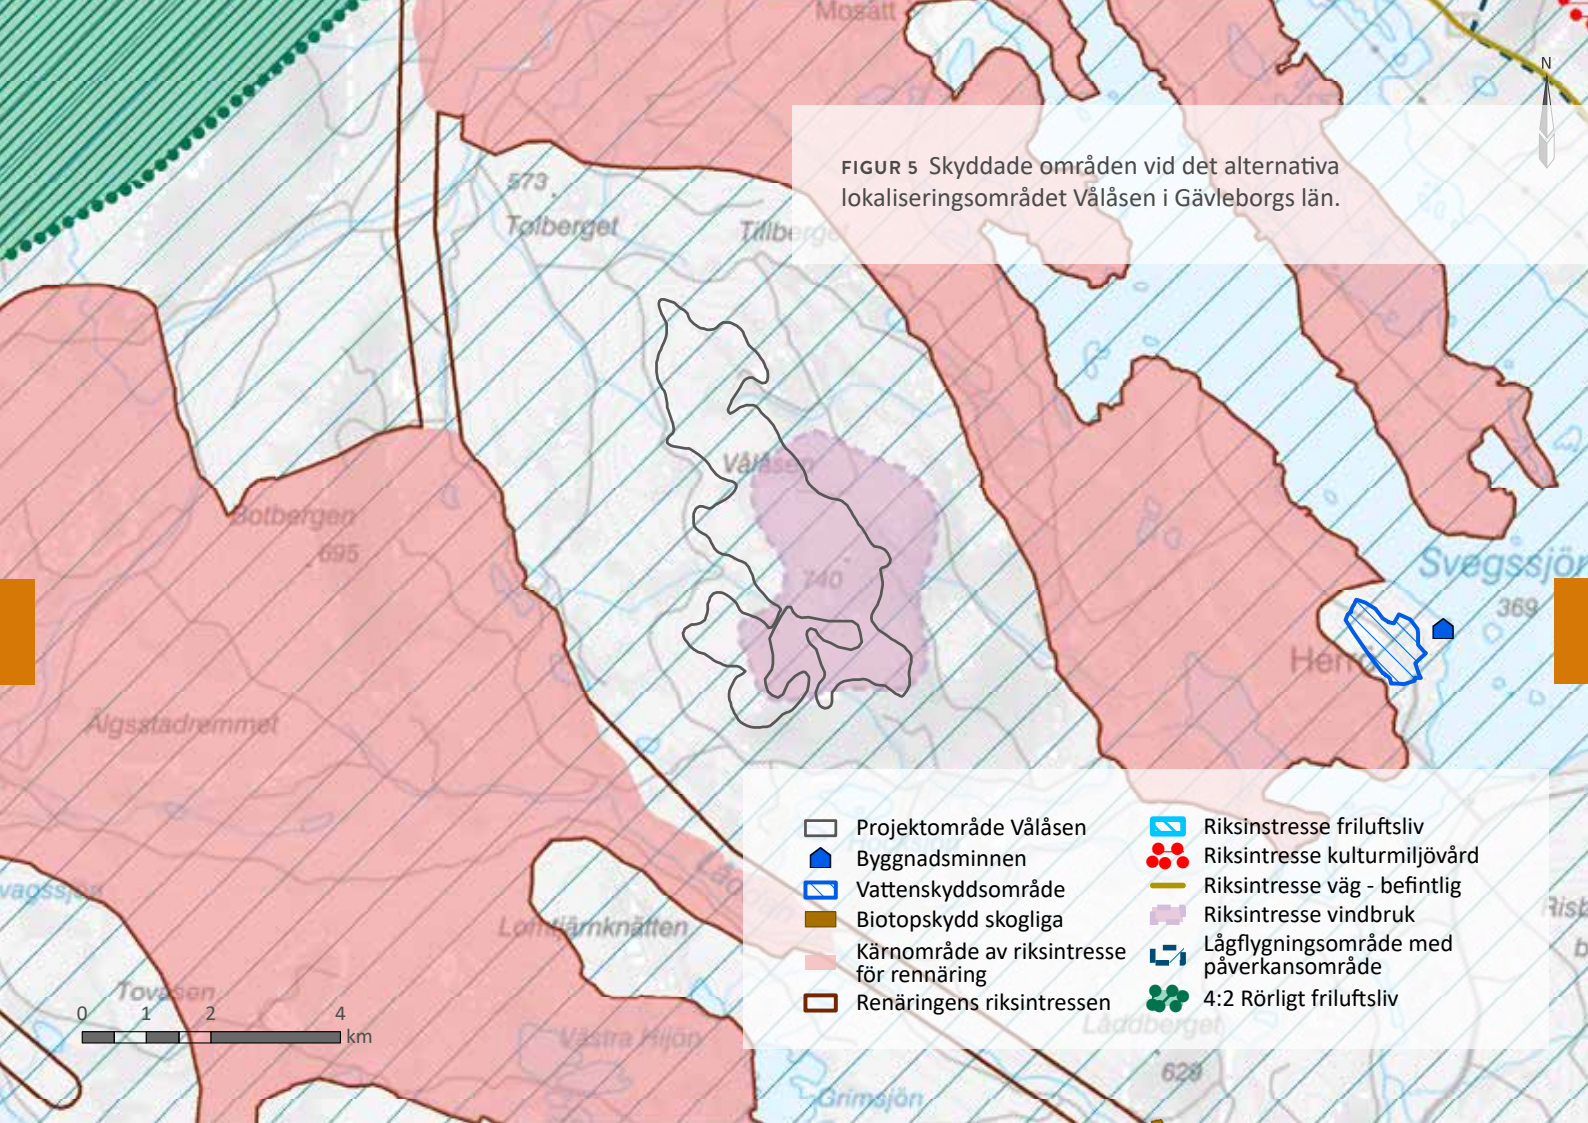 Mosätt
N
FIGUR 5 Skyddade områden vid det alternativa
lokaliseringsområdet Vålåsen i Gävleborgs län.
573
Tolberget
Tillberget
Vålåsen
Botbergen
695
740
Svegssjön
369
Herrö
Älgsstadremmet
Projektområde Vålåsen
Byggnadsminnen
Vattenskyddsområde
Biotopskydd skogliga
Kärnområde av riksintresse
för rennäring
Renäringens riksintressen
Riksinstresse friluftsliv
Riksintresse kulturmiljövård
Riksintresse väg - befintlig
Riksintresse vindbruk
Lågflygningsområde med
påverkansområde
4:2 Rörligt friluftsliv
Lomtjärnknätten
Tovåsen
0 1 2 4
km
Västra Hijön
Låddberget
629
Grimsjön